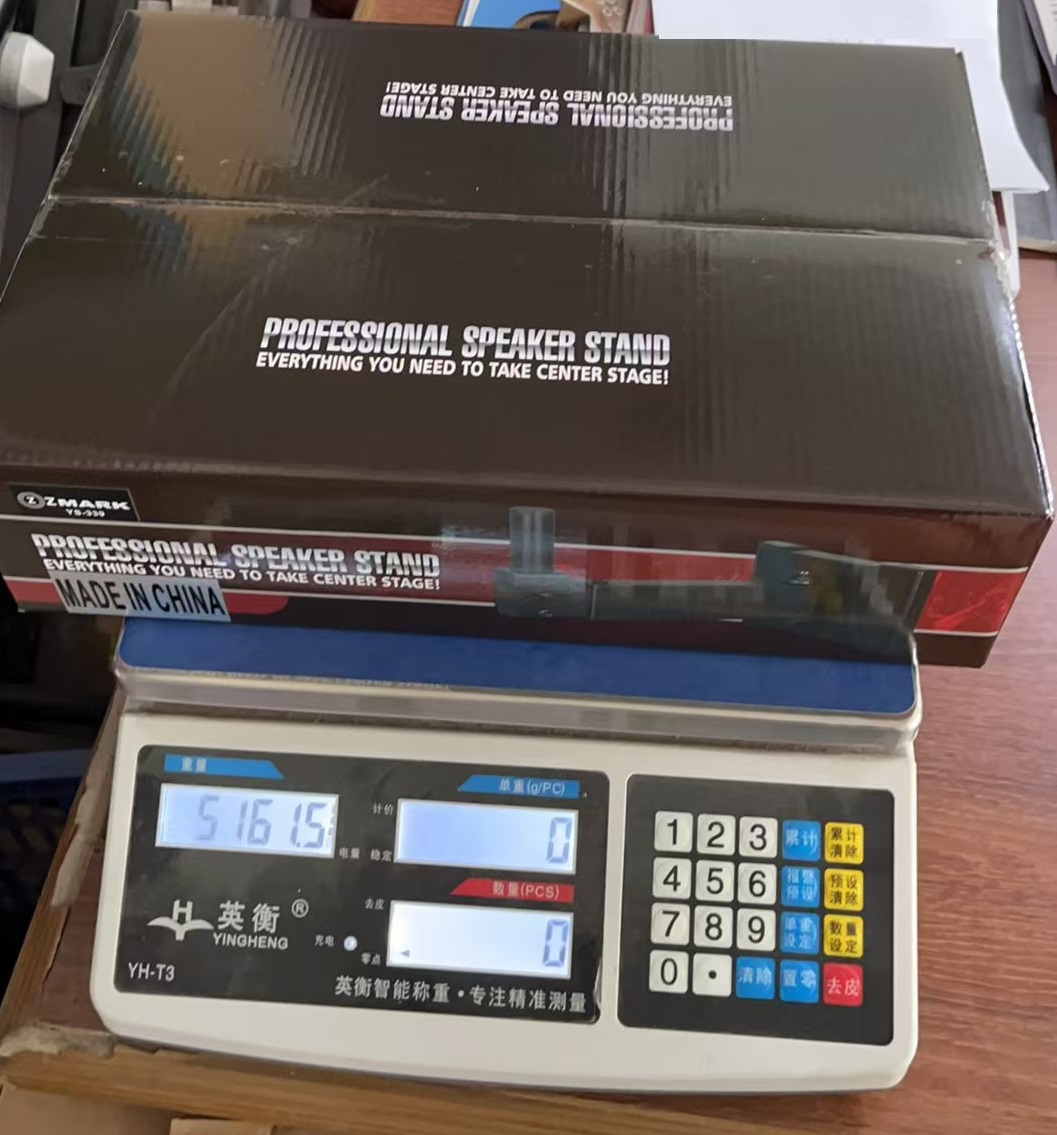 EVERYTHING YOU NEED TO TAKE CENTER STAGE!
PROFESSIONAL SPEAKER STAND
PROFESSIONAL SPEAKER STAND
EVERYTHING YOU NEED TO TAKE CENTER STAGE!
Z ZMARK
YS-339
PROFESSIONAL SPEAKER STAND
EVERYTHING YOU NEED TO TAKE CENTER STAGE!
MADE IN CHINA
重量
单重(g/PC)
5161.5
计价
0
电量 稳定
数量(PCS)
去皮
0
充电
零点
英衡®
YINGHENG
YH-T3
英衡智能称重·专注精准测量
1 2 3 累计 累计清除
4 5 6 报警预设 预设清除
7 8 9 单重设定 数量设定
0 · 清除 置零 去皮